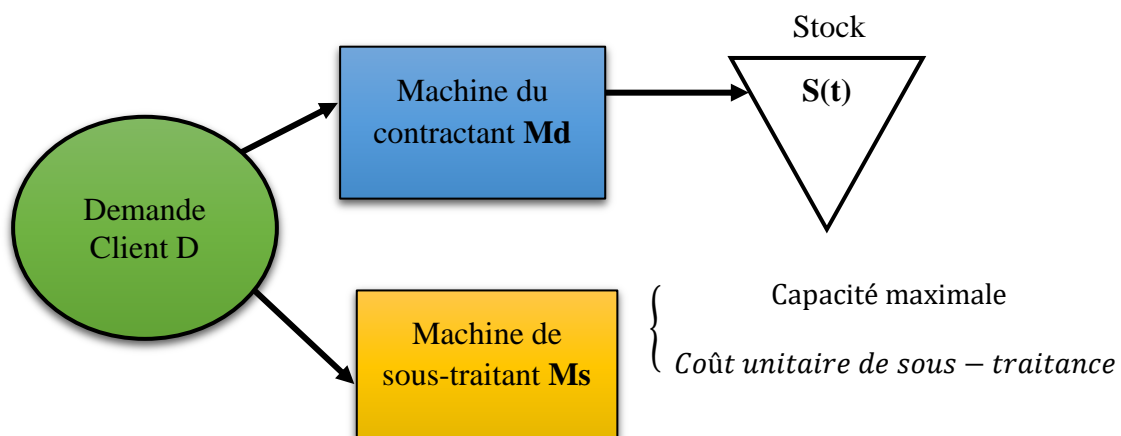 Stock
S(t)
Machine du
contractant Md
Demande
Client D
Machine de
sous-traitant Ms
Capacité maximale
Coût unitaire de sous − traitance